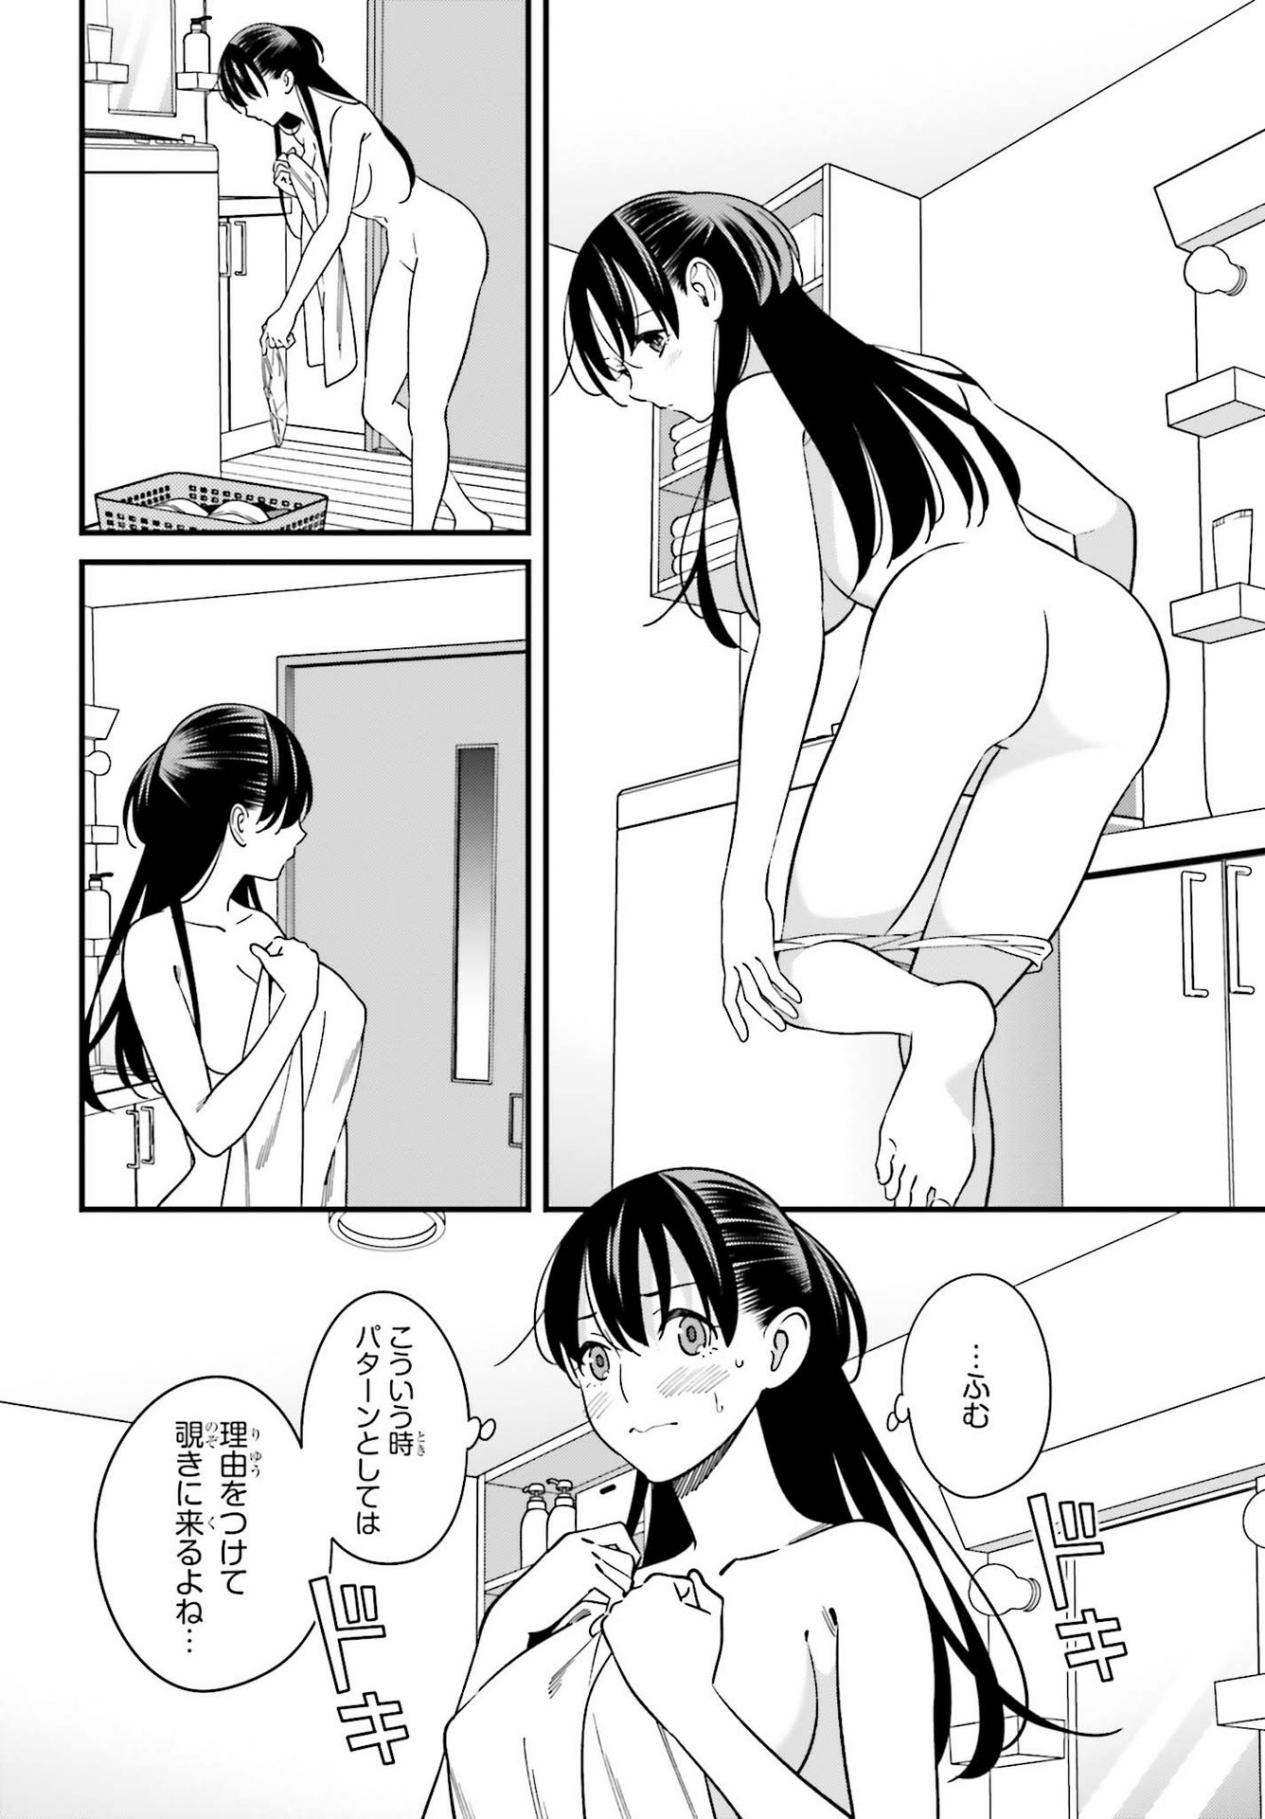 …ふむ
ドキ
こういう時
パターンとしては
理由をつけて
覗きに来るよね…
ドキ